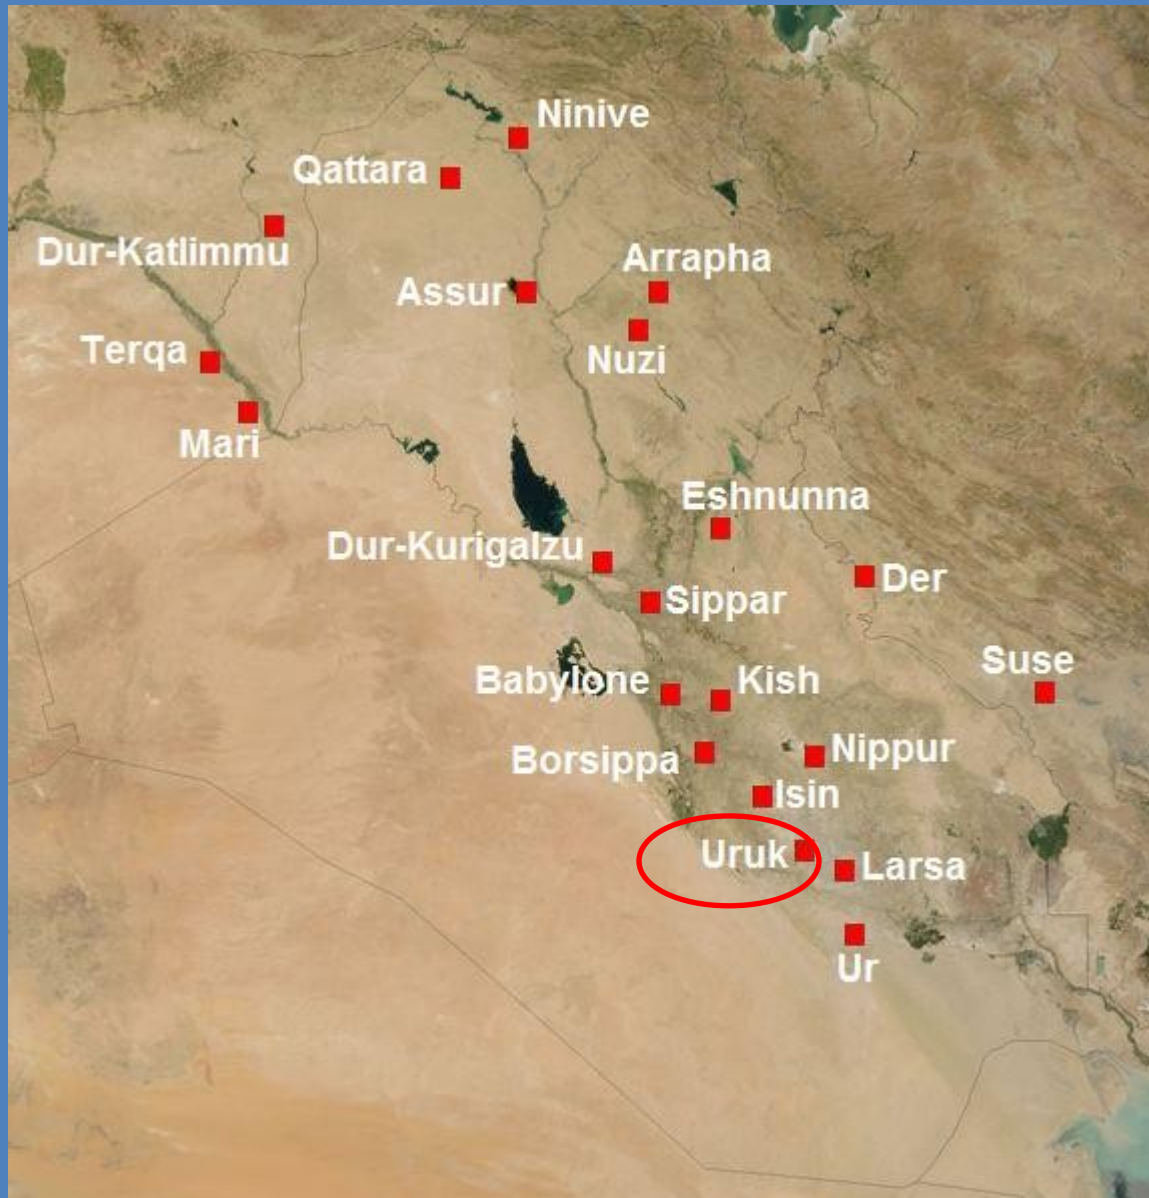 Ninive
Qattara
Dur-Katlimmu
Arrapha
Assur
Terqa
Nuzi
Mari
Eshnunna
Dur-Kurigalzu
Der
Sippar
Suse
Babylone
Kish
Nippur
Borsippa
Isin
Uruk
Larsa
Ur